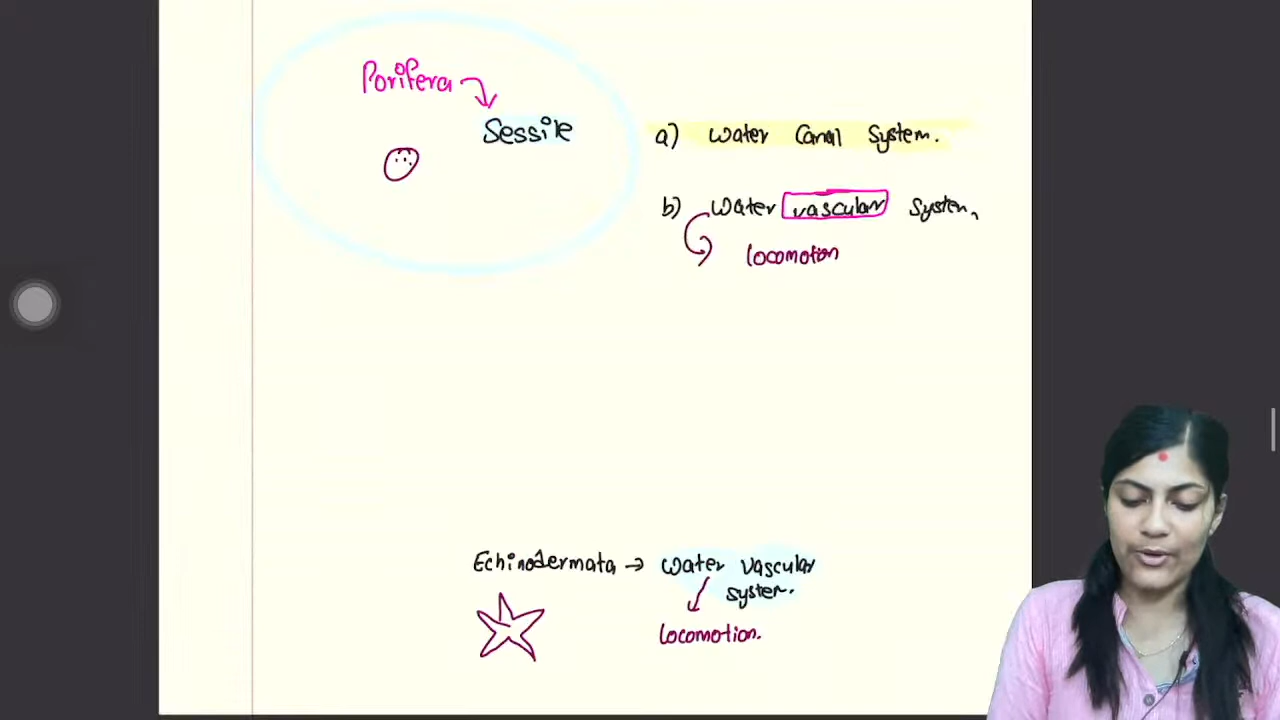 Porifera
Sessile
a) Water Canal System.
b) Water vascular System,
locomotion
Echinodermata → Water vascular
system.
locomotion.